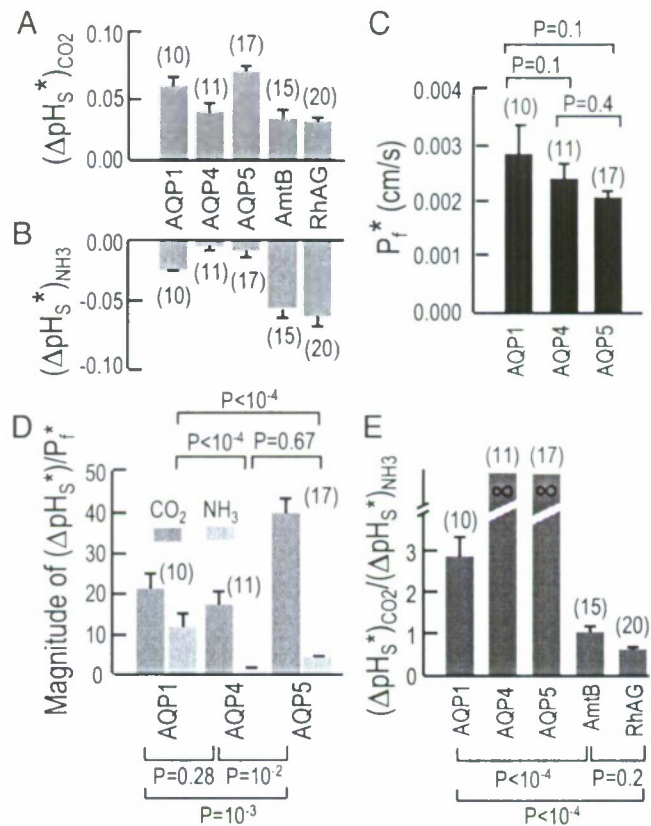 A
(ΔpHS*)CO2
0.10
0.05
0.00
(10)
(11)
(17)
(15)
(20)
AQP1
AQP4
AQP5
AmtB
RhAG
B
(ΔpHS*)NH3
0.00
-0.05
-0.10
(10)
(11)
(17)
(15)
(20)
C
P=0.1
P=0.1
P=0.4
Pf* (cm/s)
0.004
0.003
0.002
0.001
0.000
(10)
(11)
(17)
AQP1
AQP4
AQP5
D
P<10-4
P<10-4
P=0.67
Magnitude of (ΔpHS*)/Pf*
50
40
30
20
10
0
CO2
NH3
(10)
(11)
(17)
AQP1
AQP4
AQP5
P=0.28
P=10-2
P=10-3
E
(ΔpHS*)CO2/(ΔpHS*)NH3
3
2
1
0
(10)
(11)
(17)
(15)
(20)
∞
∞
AQP1
AQP4
AQP5
AmtB
RhAG
P<10-4
P=0.2
P<10-4